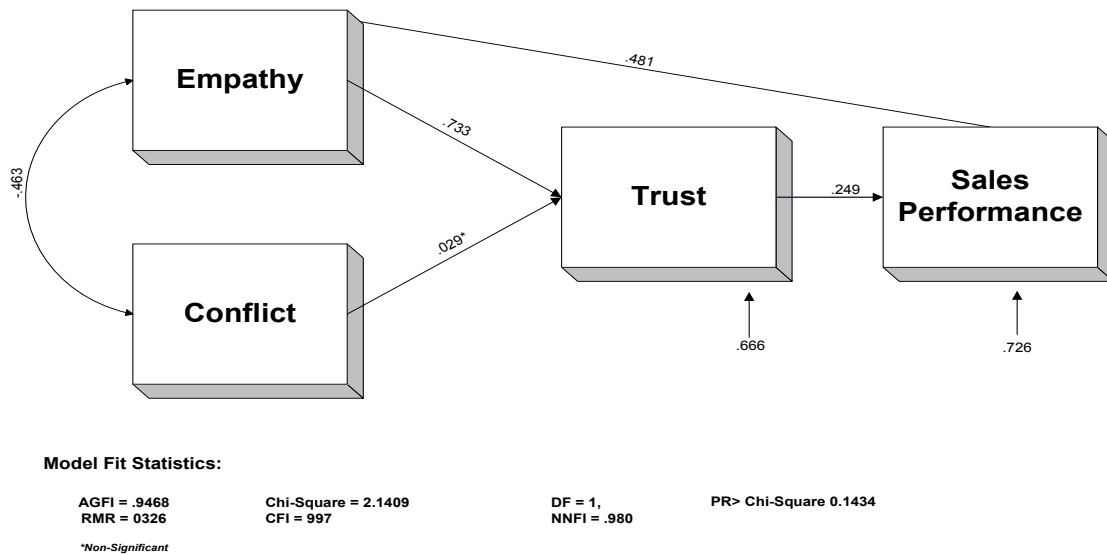 Empathy
.481
.733
-.463
Trust
.249
Sales
Performance
.029*
Conflict
.666
.726
Model Fit Statistics:
AGFI = .9468 Chi-Square = 2.1409 DF = 1, PR> Chi-Square 0.1434
RMR = 0326 CFI = 997 NNFI = .980
*Non-Significant